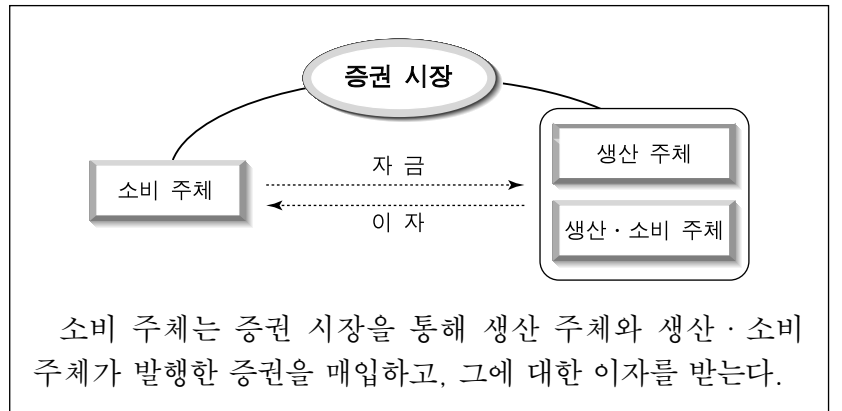 증권 시장
생산 주체
자 금
소비 주체
이 자
생산 · 소비 주체
소비 주체는 증권 시장을 통해 생산 주체와 생산 · 소비
주체가 발행한 증권을 매입하고, 그에 대한 이자를 받는다.